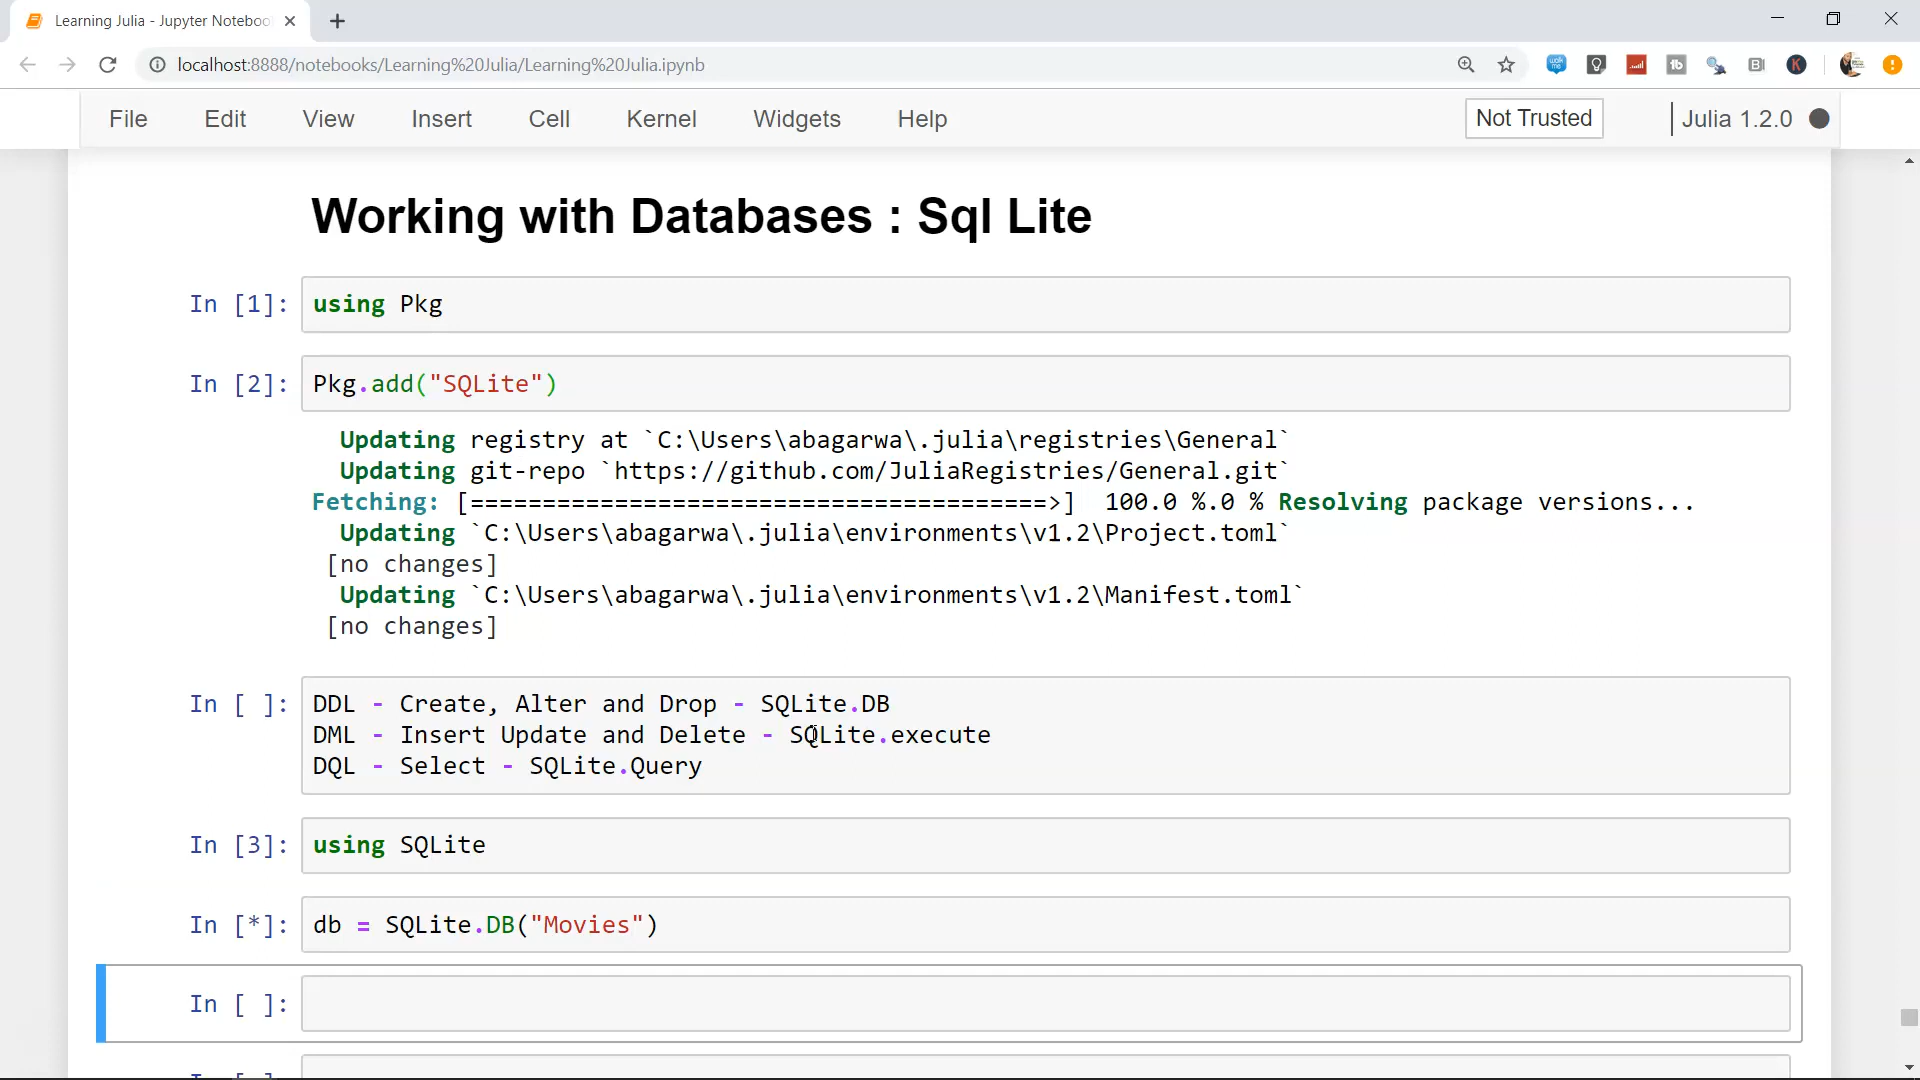 Learning Julia - Jupyter Noteboo
localhost:8888/notebooks/Learning%20Julia/Learning%20Julia.ipynb
File Edit View Insert Cell Kernel Widgets Help Not Trusted Julia 1.2.0
Working with Databases : Sql Lite
In [1]: using Pkg
In [2]: Pkg.add("SQLite")
Updating registry at `C:\Users\abagarwa\.julia\registries\General`
Updating git-repo `https://github.com/JuliaRegistries/General.git`
Fetching: [========================================>] 100.0 %.0 % Resolving package versions...
Updating `C:\Users\abagarwa\.julia\environments\v1.2\Project.toml`
[no changes]
Updating `C:\Users\abagarwa\.julia\environments\v1.2\Manifest.toml`
[no changes]
In [ ]: DDL - Create, Alter and Drop - SQLite.DB
DML - Insert Update and Delete - SQLite.execute
DQL - Select - SQLite.Query
In [3]: using SQLite
In [*]: db = SQLite.DB("Movies")
In [ ]: